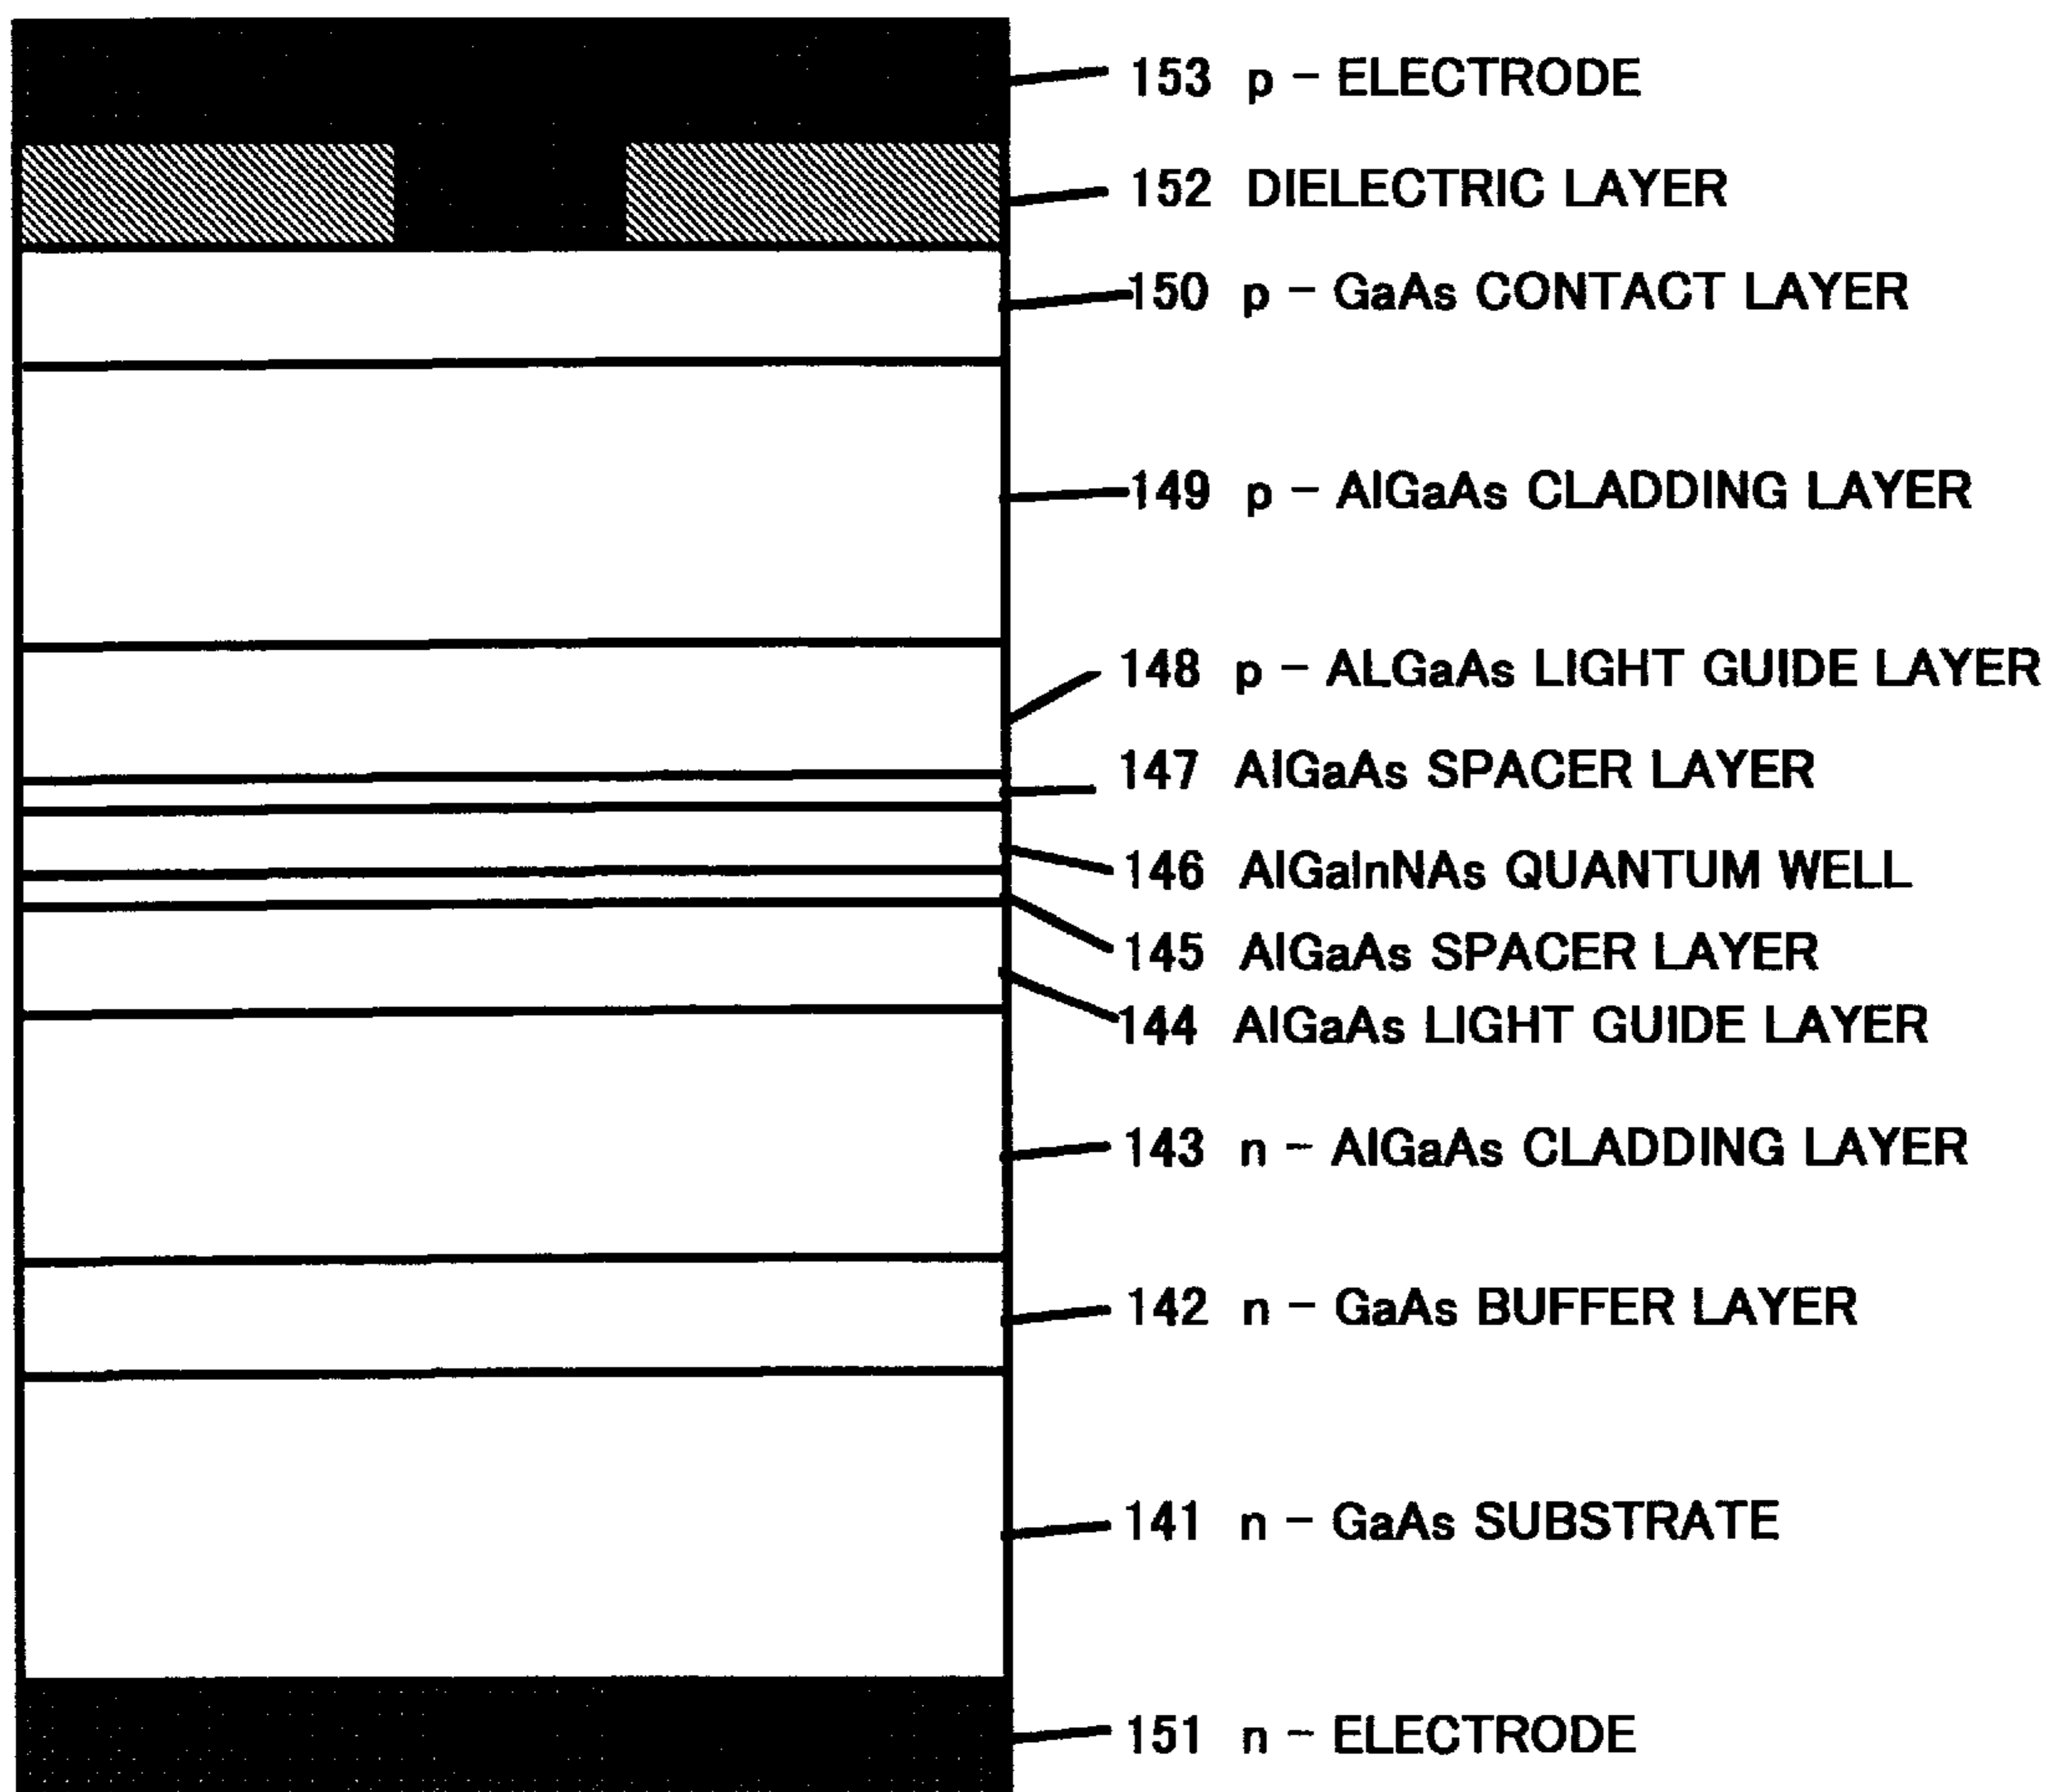 153 p - ELECTRODE
152 DIELECTRIC LAYER
150 p - GaAs CONTACT LAYER
149 p - AlGaAs CLADDING LAYER
148 p - ALGaAs LIGHT GUIDE LAYER
147 AlGaAs SPACER LAYER
146 AlGaInNAs QUANTUM WELL
145 AlGaAs SPACER LAYER
144 AlGaAs LIGHT GUIDE LAYER
143 n - AlGaAs CLADDING LAYER
142 n - GaAs BUFFER LAYER
141 n - GaAs SUBSTRATE
151 n - ELECTRODE